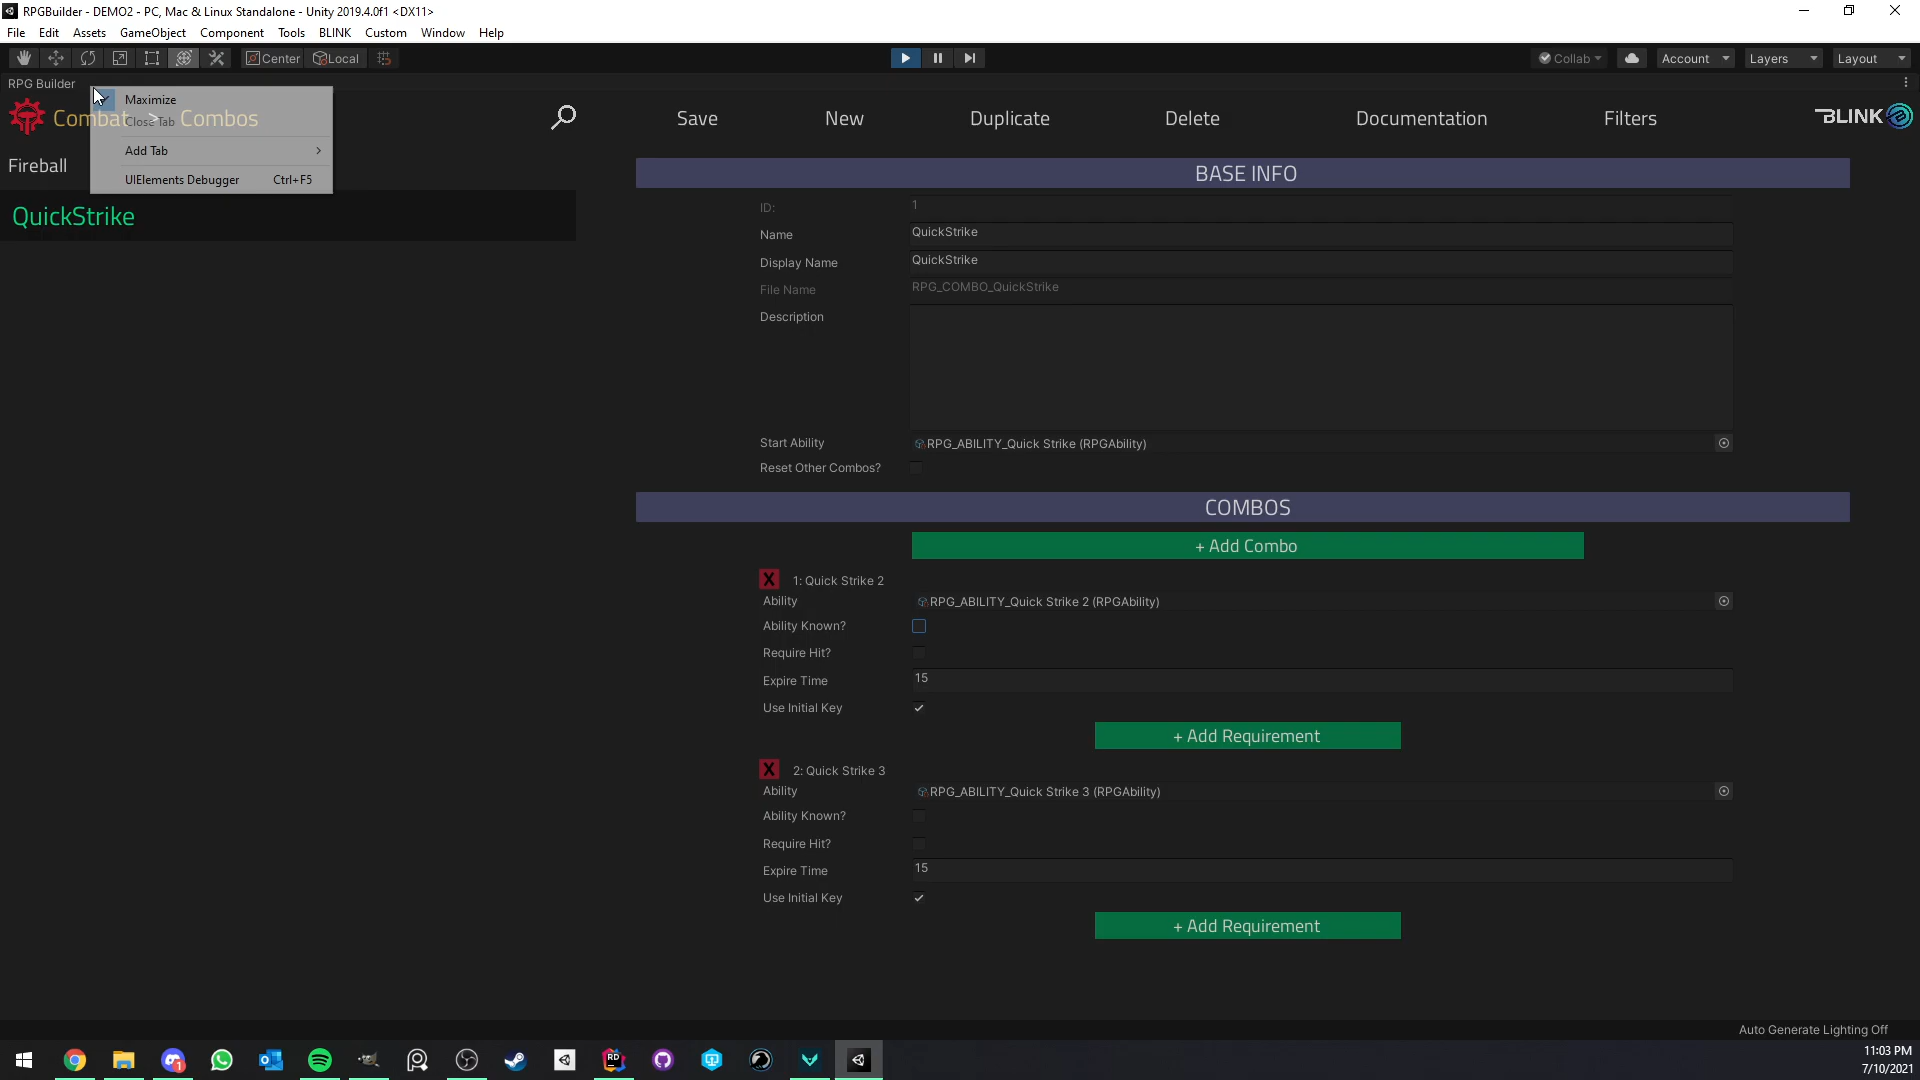 RPGBuilder - DEMO2 - PC, Mac & Linux Standalone - Unity 2019.4.0f1 <DX11>
File Edit Assets GameObject Component Tools BLINK Custom Window Help
Center Local Collab Account Layers Layout
RPG Builder
Maximize
Close Tab
Add Tab
UIElements Debugger Ctrl+F5
Combat > Combos
Save New Duplicate Delete Documentation Filters BLINK
Fireball
QuickStrike
BASE INFO
ID: 1
Name QuickStrike
Display Name QuickStrike
File Name RPG_COMBO_QuickStrike
Description
Start Ability RPG_ABILITY_Quick Strike (RPGAbility)
Reset Other Combos?
COMBOS
+ Add Combo
X 1: Quick Strike 2
Ability RPG_ABILITY_Quick Strike 2 (RPGAbility)
Ability Known?
Require Hit?
Expire Time 15
Use Initial Key
+ Add Requirement
X 2: Quick Strike 3
Ability RPG_ABILITY_Quick Strike 3 (RPGAbility)
Ability Known?
Require Hit?
Expire Time 15
Use Initial Key
+ Add Requirement
Auto Generate Lighting Off
11:03 PM
7/10/2021